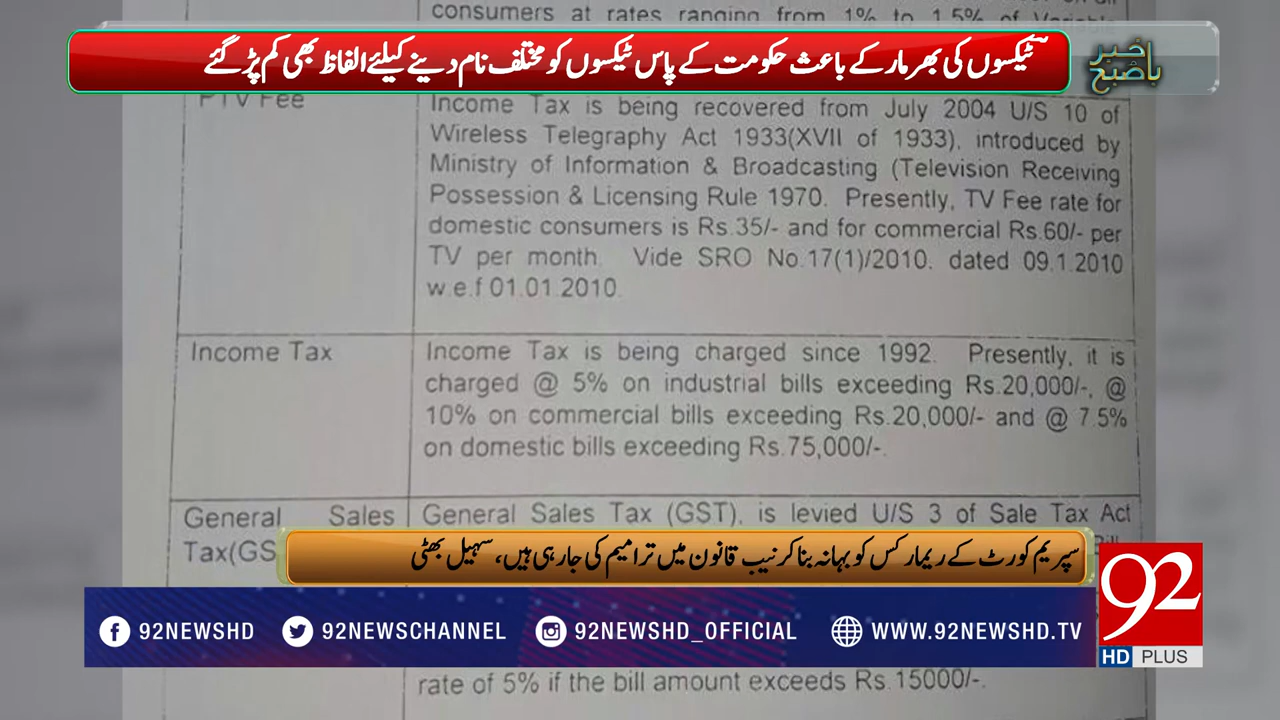 consumers at rates ranging from 1% to 1.5% of Variable
ٹیکسوں کی بھرمار کے باعث حکومت کے پاس ٹیکسوں کو مختلف نام دینے کیلئے الفاظ بھی کم پڑ گئے
باخبر صبح
PTV Fee
Income Tax is being recovered from July 2004 U/S 10 of
Wireless Telegraphy Act 1933(XVII of 1933), introduced by
Ministry of Information & Broadcasting (Television Receiving
Possession & Licensing Rule 1970. Presently, TV Fee rate for
domestic consumers is Rs.35/- and for commercial Rs.60/- per
TV per month. Vide SRO No.17(1)/2010, dated 09.1.2010
w.e.f 01.01.2010.
Income Tax
Income Tax is being charged since 1992. Presently, it is
charged @ 5% on industrial bills exceeding Rs.20,000/-, @
10% on commercial bills exceeding Rs.20,000/- and @ 7.5%
on domestic bills exceeding Rs.75,000/-.
General Sales
Tax(GS
General Sales Tax (GST), is levied U/S 3 of Sale Tax Act
سپریم کورٹ کے ریمارکس کو بہانہ بنا کر نیب قانون میں ترامیم کی جا رہی ہیں، سہیل بھٹی
92NEWSHD
92NEWSCHANNEL
92NEWSHD_OFFICIAL
WWW.92NEWSHD.TV
92
HD PLUS
rate of 5% if the bill amount exceeds Rs.15000/-.